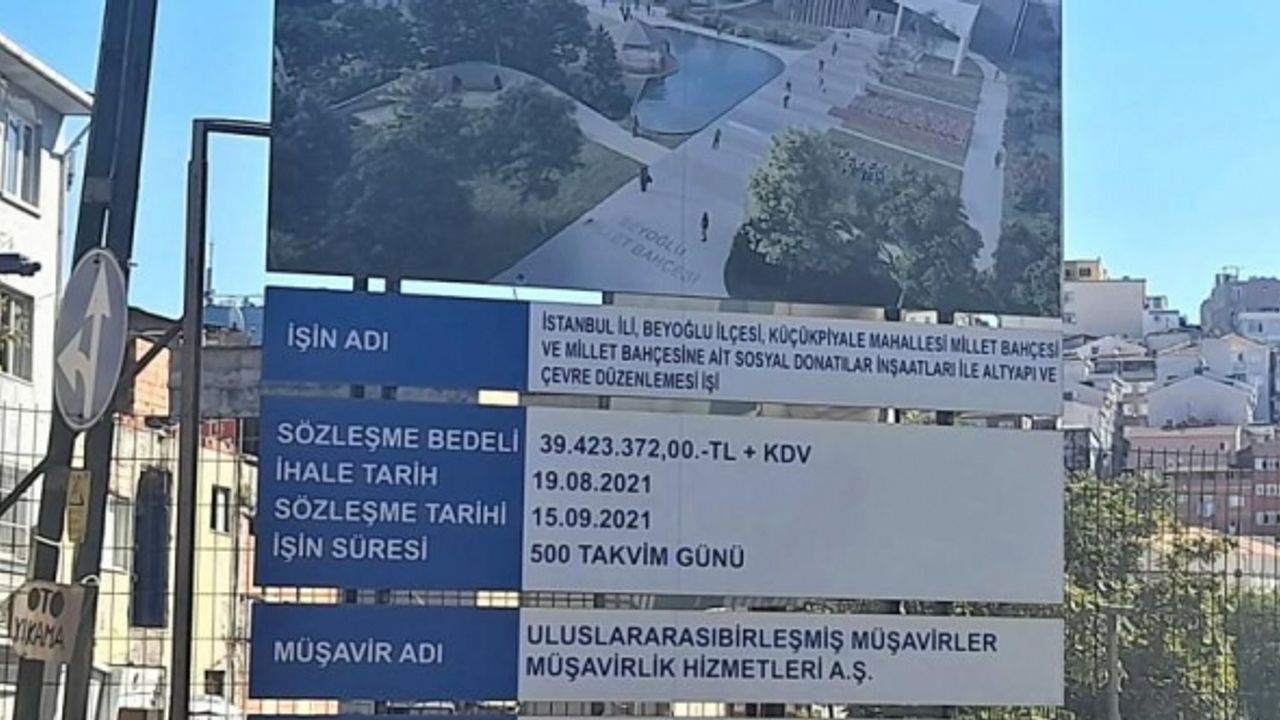 BEYOĞLU
MİLLET BAHÇESİ
İŞİN ADI
İSTANBUL İLİ, BEYOĞLU İLÇESİ, KÜÇÜKPİYALE MAHALLESİ MİLLET BAHÇESİ
VE MİLLET BAHÇESİNE AİT SOSYAL DONATILAR İNŞAATLARI İLE ALTYAPI VE
ÇEVRE DÜZENLEMESİ İŞİ
SÖZLEŞME BEDELİ 39.423.372,00.-TL + KDV
İHALE TARİH 19.08.2021
SÖZLEŞME TARİHİ 15.09.2021
İŞİN SÜRESİ 500 TAKVİM GÜNÜ
MÜŞAVİR ADI
ULUSLARARASIBİRLEŞMİŞ MÜŞAVİRLER
MÜŞAVİRLİK HİZMETLERİ A.Ş.
OTO
YIKAMA